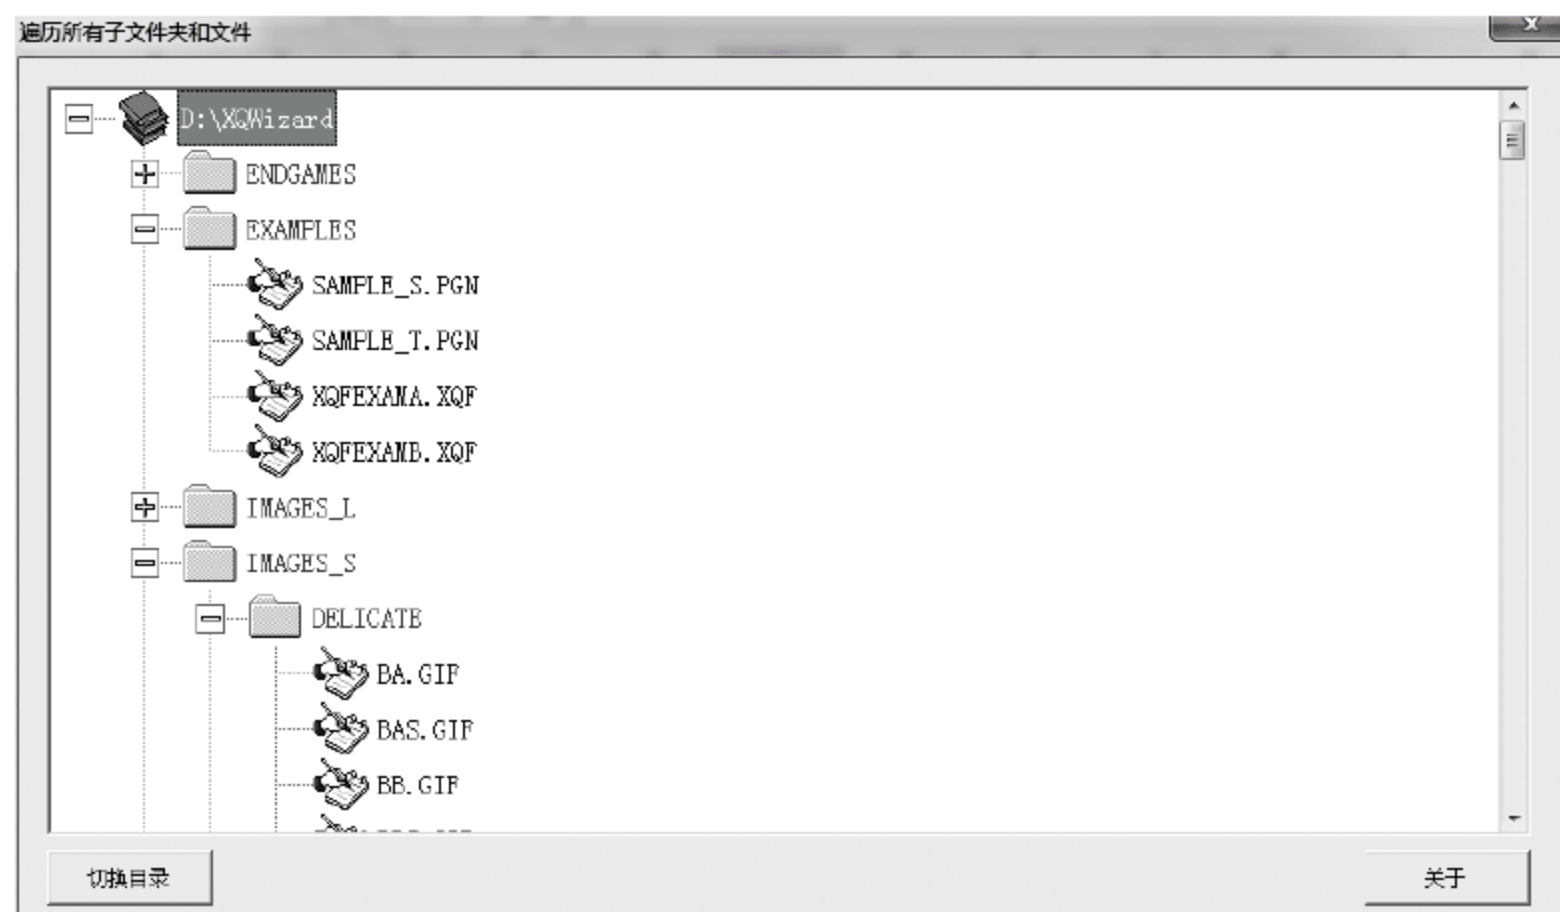 遍历所有子文件夹和文件
D:\XQWizard
ENDGAMES
EXAMPLES
SAMPLE_S.PGN
SAMPLE_T.PGN
XQFEXAMA.XQF
XQFEXAMB.XQF
IMAGES_L
IMAGES_S
DELICATE
BA.GIF
BAS.GIF
BB.GIF
切换目录
关于